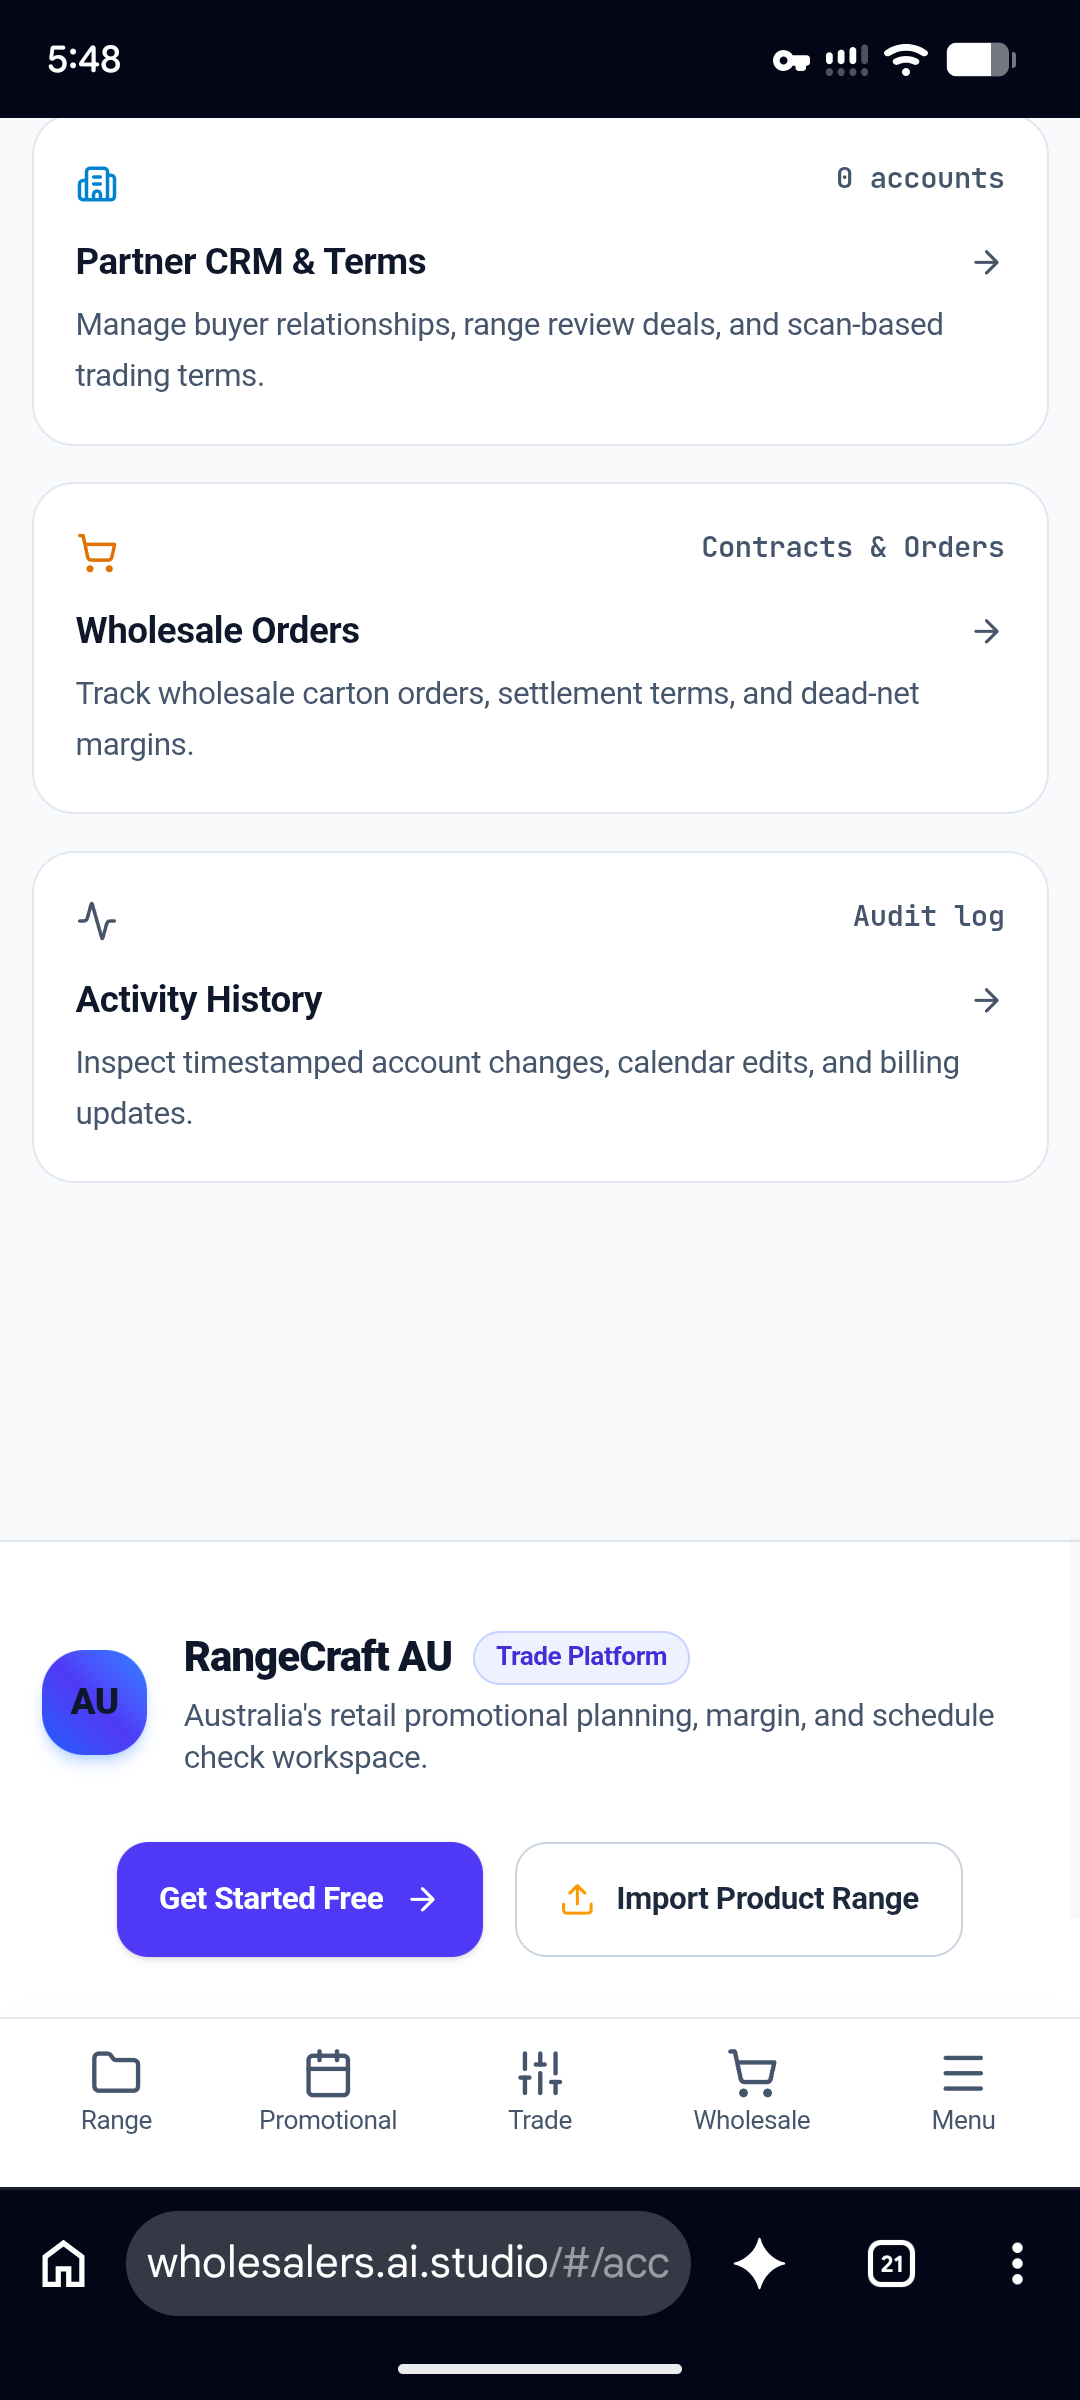 5:48
0 accounts
Partner CRM & Terms
Manage buyer relationships, range review deals, and scan-based
trading terms.
Contracts & Orders
Wholesale Orders
Track wholesale carton orders, settlement terms, and dead-net
margins.
Audit log
Activity History
Inspect timestamped account changes, calendar edits, and billing
updates.
AU
RangeCraft AU
Trade Platform
Australia's retail promotional planning, margin, and schedule
check workspace.
Get Started Free
Import Product Range
Range
Promotional
Trade
Wholesale
Menu
wholesalers.ai.studio/#/acc
21